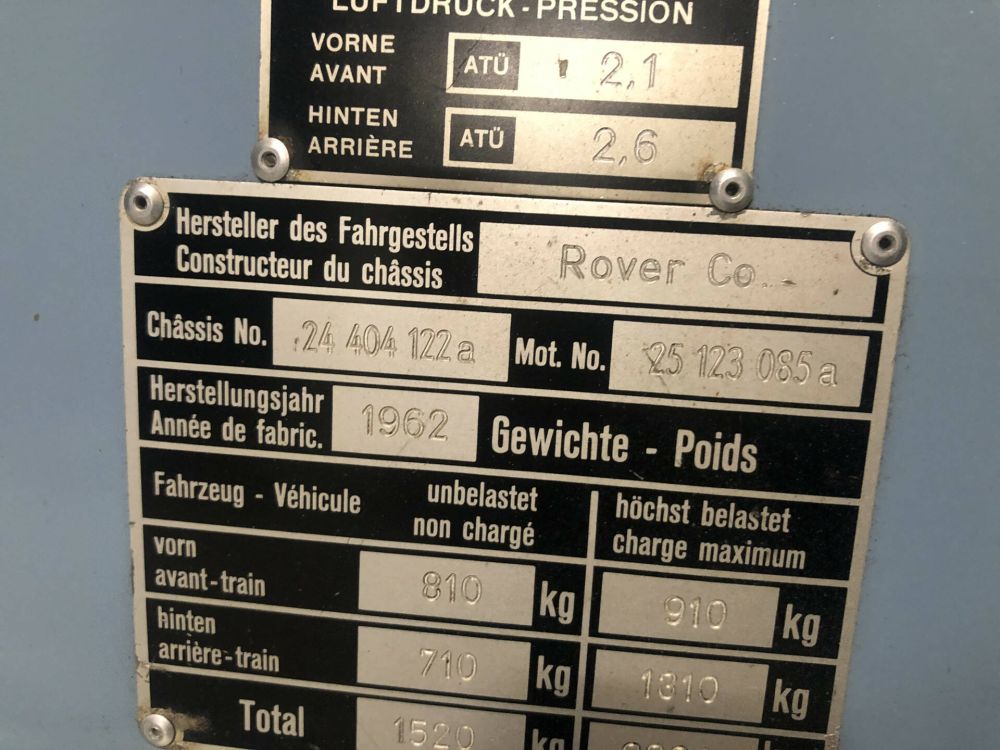 LUFTDRUCK - PRESSION
VORNE
AVANT
ATÜ
2,1
HINTEN
ARRIÈRE
ATÜ
2,6
Hersteller des Fahrgestells
Constructeur du châssis
Rover Co.
Châssis No.
24 404 122a
Mot. No.
25 123 085a
Herstellungsjahr
Année de fabric.
1962
Gewichte - Poids
Fahrzeug - Véhicule
unbelastet
non chargé
höchst belastet
charge maximum
vorn
avant-train
810 kg
910 kg
hinten
arrière-train
710 kg
1310 kg
Total
1520 kg